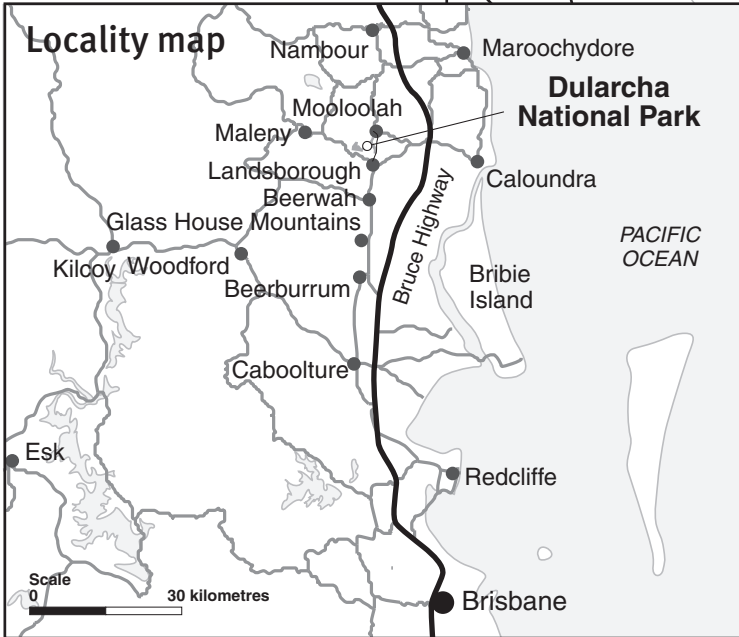 Locality map
Nambour
Maroochydore
Dularcha
National Park
Mooloolah
Maleny
Landsborough
Caloundra
Beerwah
Glass House Mountains
Bruce Highway
PACIFIC
OCEAN
Kilcoy
Woodford
Beerburrum
Bribie
Island
Caboolture
Esk
Redcliffe
Scale
0 30 kilometres
Brisbane